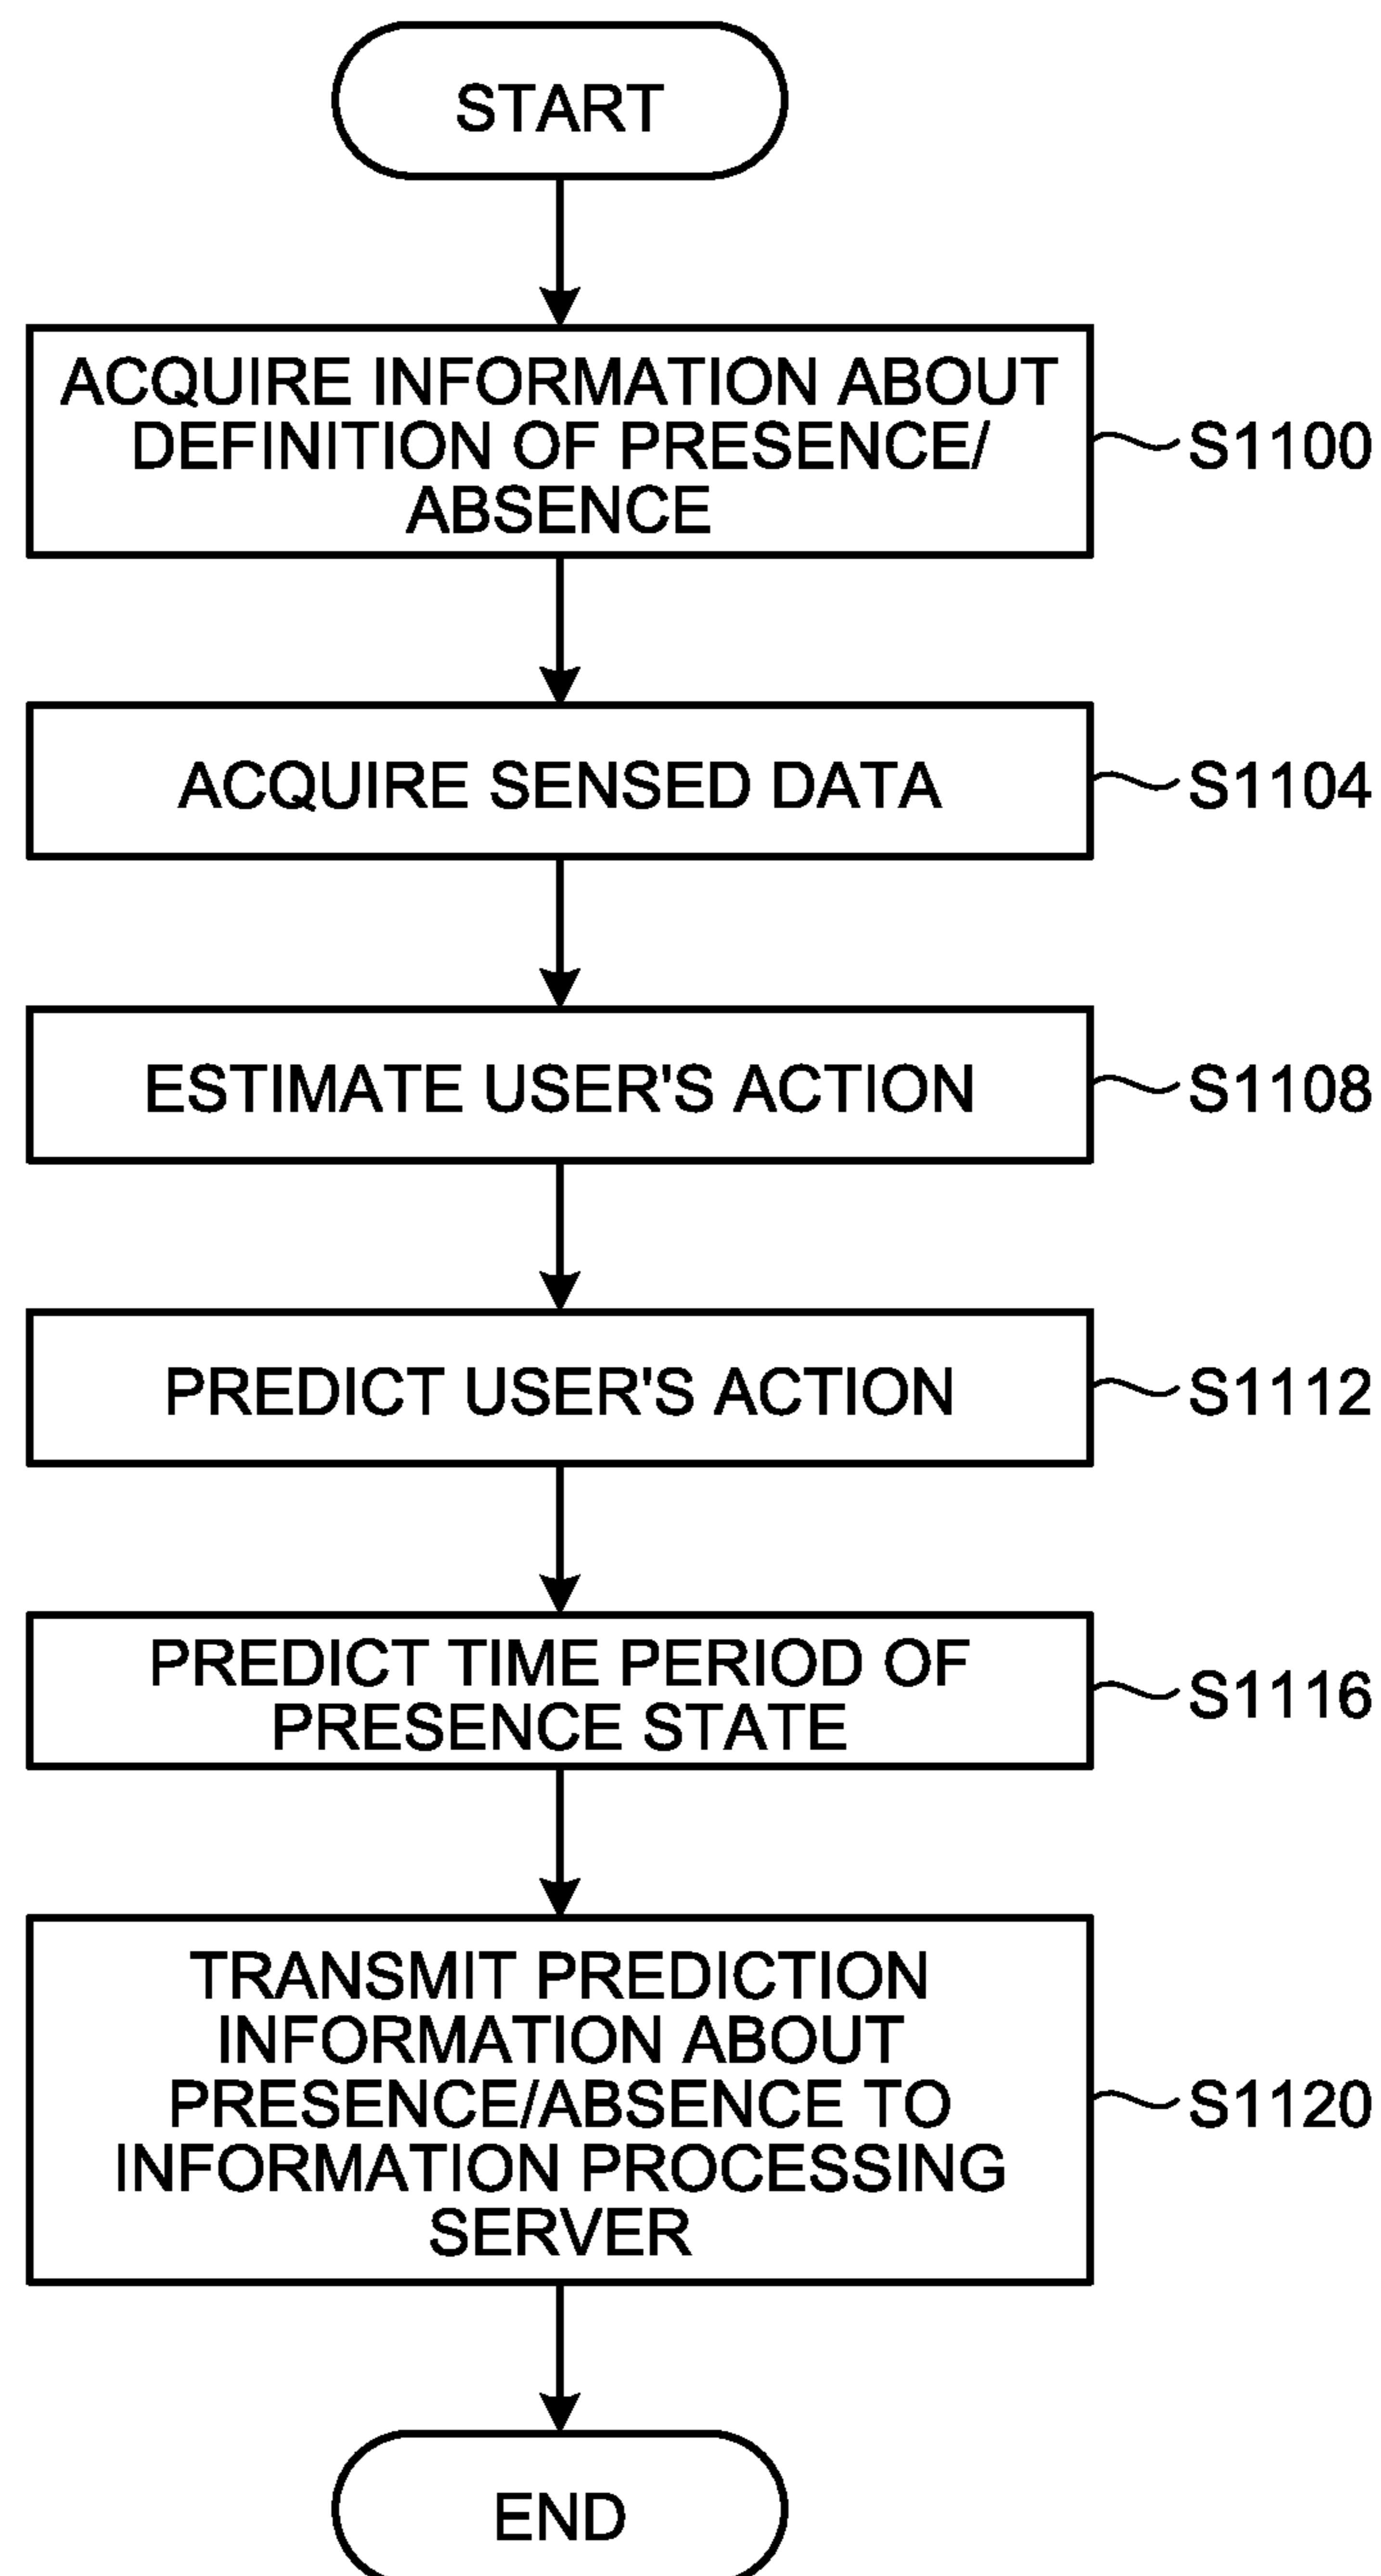 START
ACQUIRE INFORMATION ABOUT
DEFINITION OF PRESENCE/
ABSENCE
S1100
ACQUIRE SENSED DATA
S1104
ESTIMATE USER'S ACTION
S1108
PREDICT USER'S ACTION
S1112
PREDICT TIME PERIOD OF
PRESENCE STATE
S1116
TRANSMIT PREDICTION
INFORMATION ABOUT
PRESENCE/ABSENCE TO
INFORMATION PROCESSING
SERVER
S1120
END